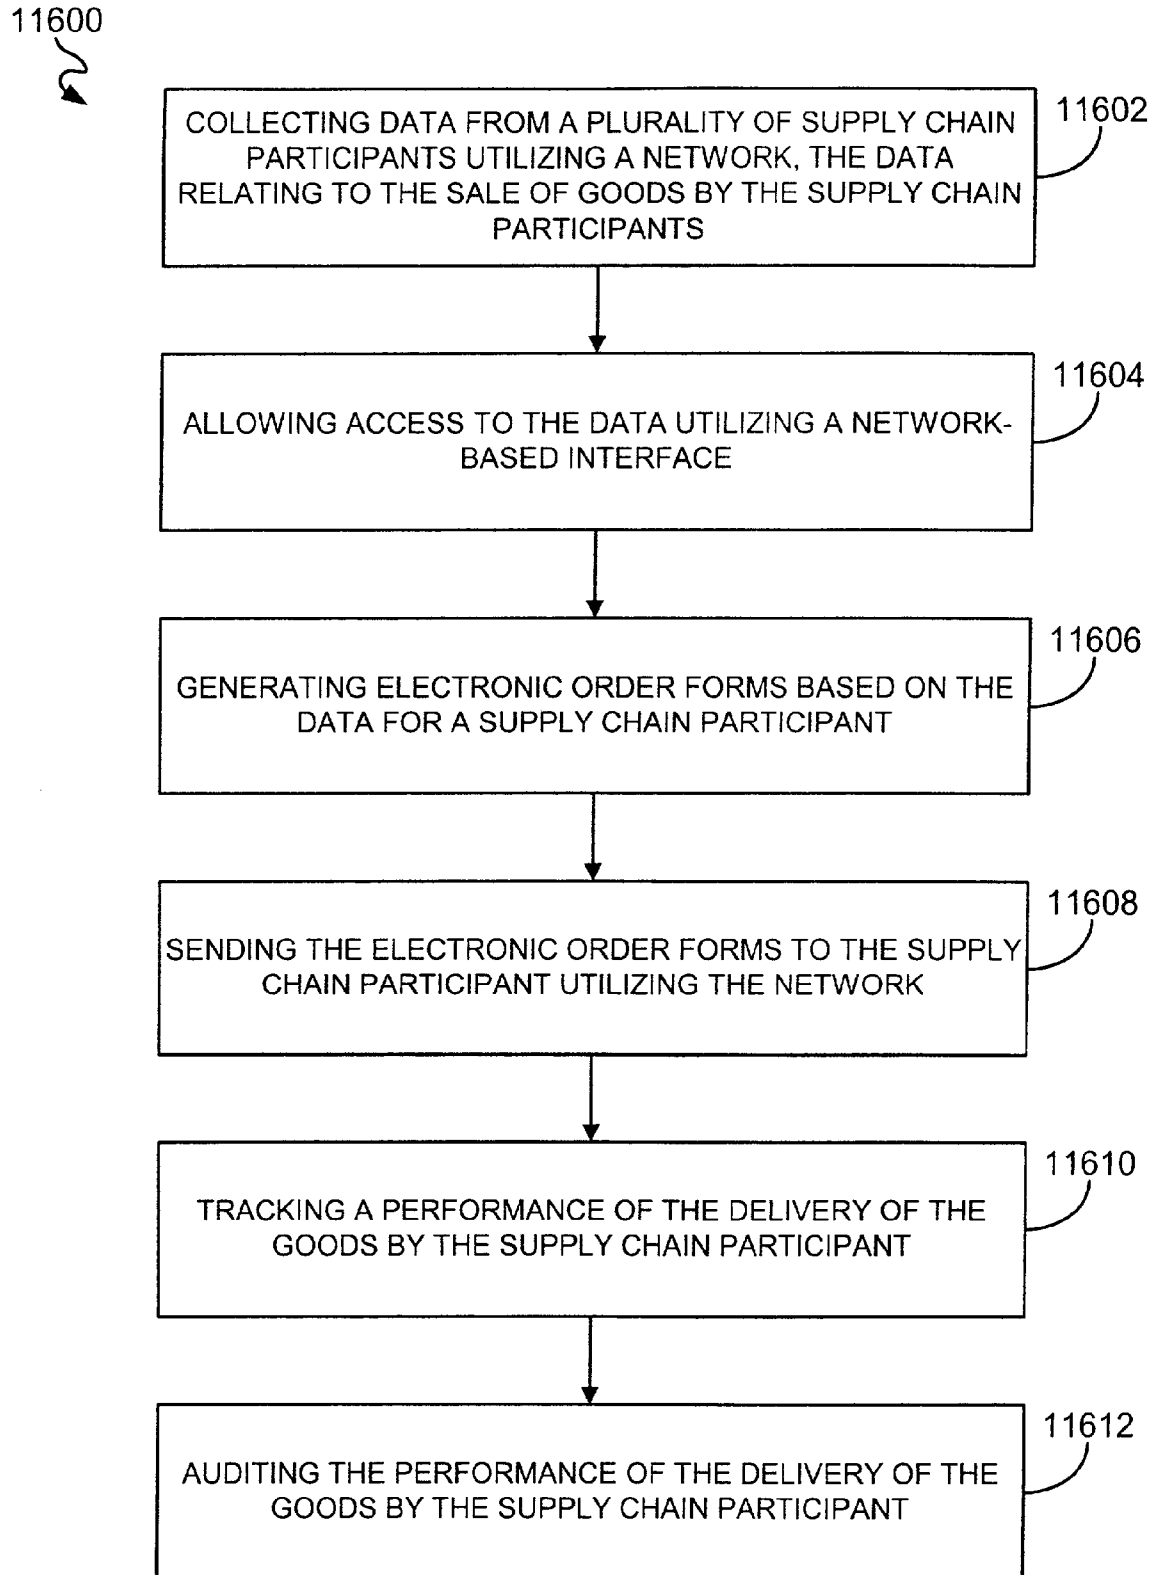 11600
11602
COLLECTING DATA FROM A PLURALITY OF SUPPLY CHAIN
PARTICIPANTS UTILIZING A NETWORK, THE DATA
RELATING TO THE SALE OF GOODS BY THE SUPPLY CHAIN
PARTICIPANTS
11604
ALLOWING ACCESS TO THE DATA UTILIZING A NETWORK-
BASED INTERFACE
11606
GENERATING ELECTRONIC ORDER FORMS BASED ON THE
DATA FOR A SUPPLY CHAIN PARTICIPANT
11608
SENDING THE ELECTRONIC ORDER FORMS TO THE SUPPLY
CHAIN PARTICIPANT UTILIZING THE NETWORK
11610
TRACKING A PERFORMANCE OF THE DELIVERY OF THE
GOODS BY THE SUPPLY CHAIN PARTICIPANT
11612
AUDITING THE PERFORMANCE OF THE DELIVERY OF THE
GOODS BY THE SUPPLY CHAIN PARTICIPANT